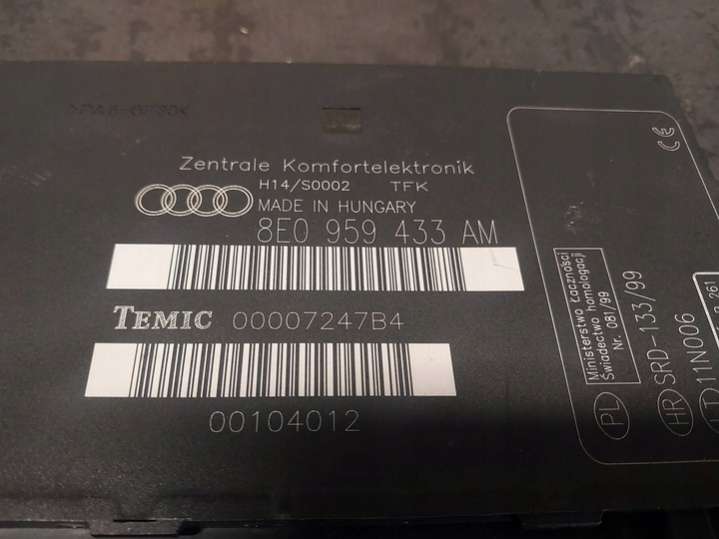 Zentrale Komfortelektronik
H14/S0002 TFK
MADE IN HUNGARY
8E0 959 433 AM
TEMIC 00007247B4
00104012
CE
Ministerstwo Łączności
Świadectwo homologacji
Nr. 081/99
PL
SRD-133/99
HR
11N006
261